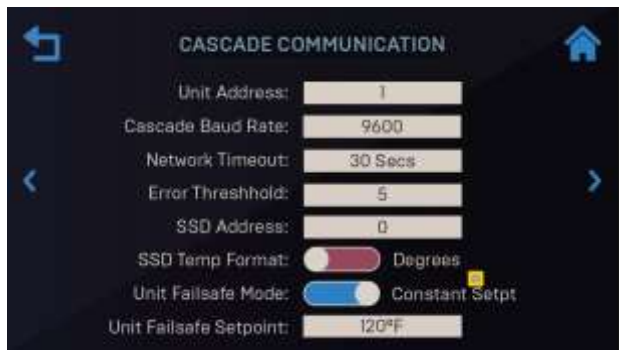 CASCADE COMMUNICATION
Unit Address: 1
Cascade Baud Rate: 9600
Network Timeout: 30 Secs
Error Threshhold: 5
SSD Address: 0
SSD Temp Format: Degrees
Unit Failsafe Mode: Constant Setpt
Unit Failsafe Setpoint: 120°F